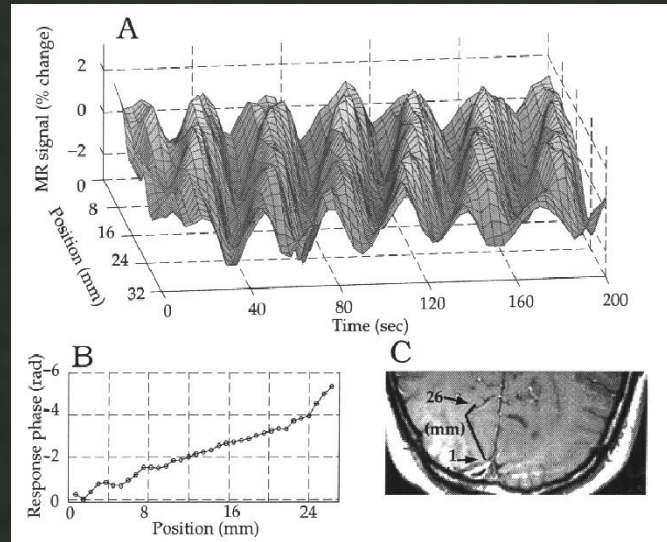 A
MR signal (% change)
2
0
−2
0
8
16
24
32
Position (mm)
0
40
80
120
160
200
Time (sec)
B
Response phase (rad)
−6
−4
−2
0
0
8
16
24
Position (mm)
C
26
(mm)
1